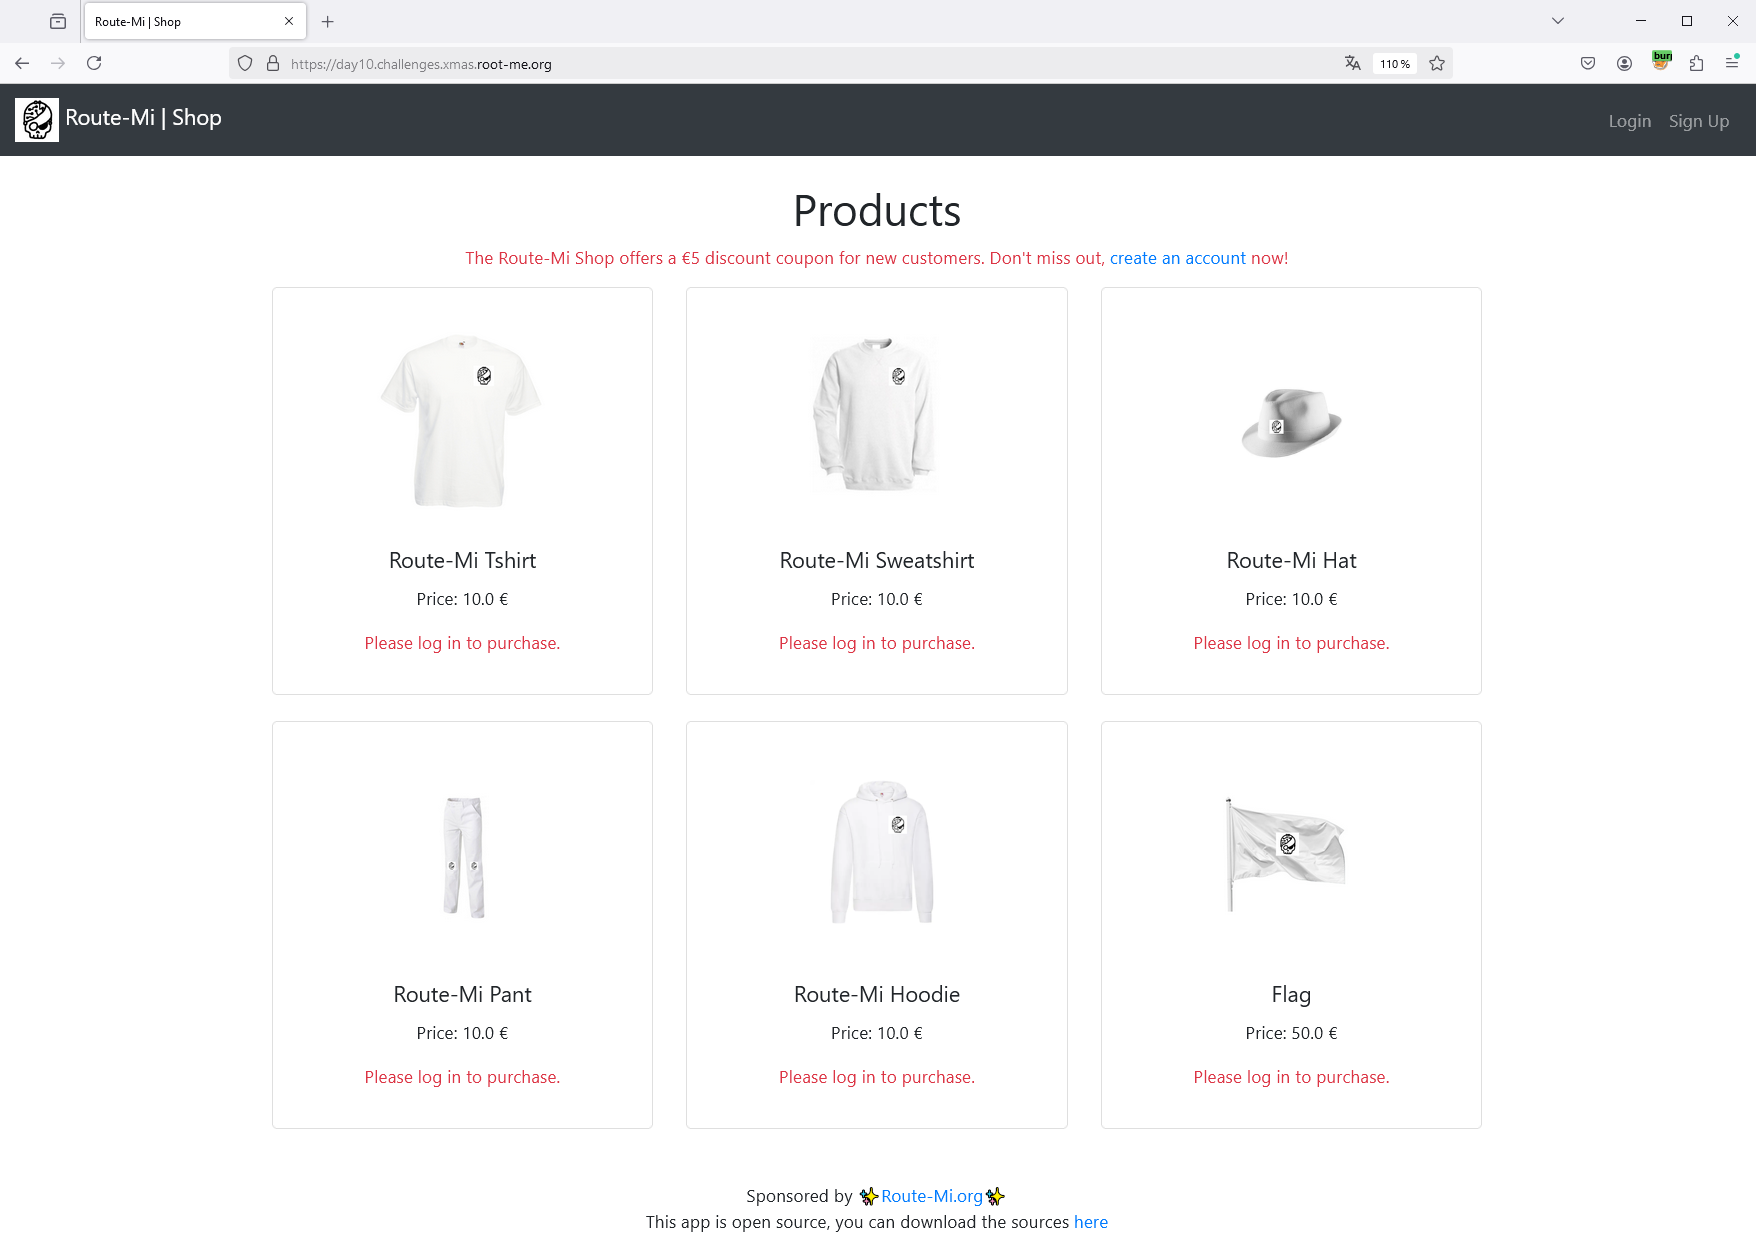 Route-Mi | Shop
https://day10.challenges.xmas.root-me.org
110 %
Route-Mi | Shop
Login Sign Up
Products
The Route-Mi Shop offers a €5 discount coupon for new customers. Don't miss out, create an account now!
Route-Mi Tshirt
Price: 10.0 €
Please log in to purchase.
Route-Mi Sweatshirt
Price: 10.0 €
Please log in to purchase.
Route-Mi Hat
Price: 10.0 €
Please log in to purchase.
Route-Mi Pant
Price: 10.0 €
Please log in to purchase.
Route-Mi Hoodie
Price: 10.0 €
Please log in to purchase.
Flag
Price: 50.0 €
Please log in to purchase.
Sponsored by ✨Route-Mi.org✨
This app is open source, you can download the sources here